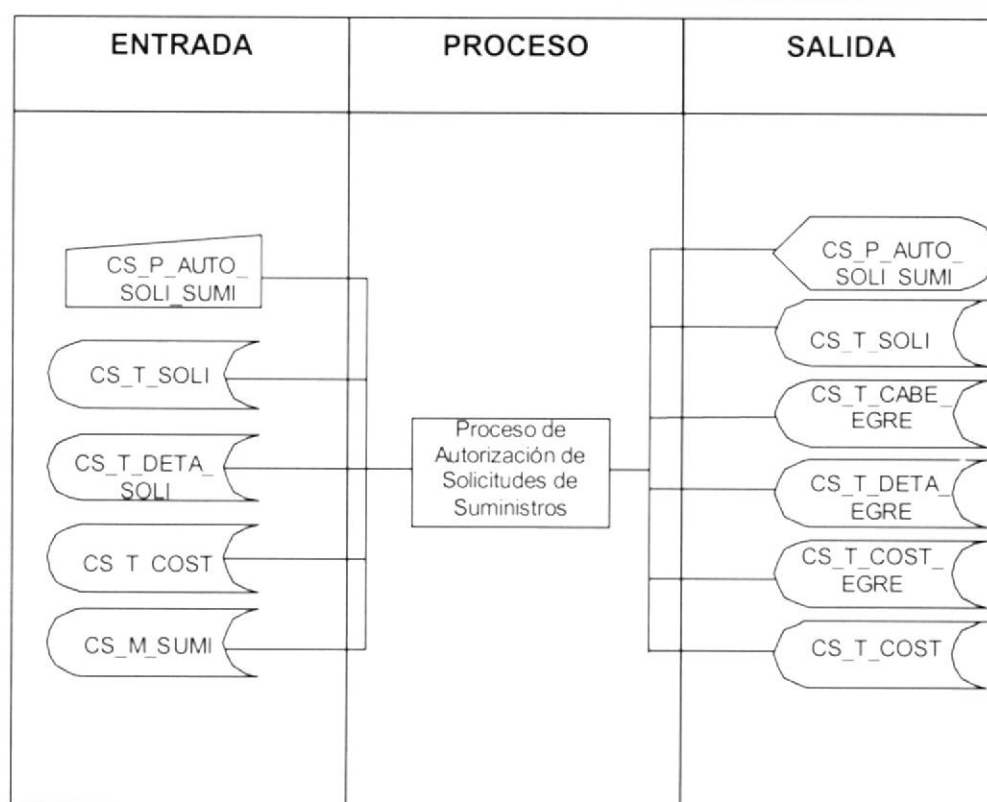 ENTRADA
PROCESO
SALIDA
CS_P_AUTO_
SOLI_SUMI
CS_T_SOLI
CS_T_DETA_
SOLI
CS_T_COST
CS_M_SUMI
Proceso de
Autorización de
Solicitudes de
Suministros
CS_P_AUTO_
SOLI_SUMI
CS_T_SOLI
CS_T_CABE_
EGRE
CS_T_DETA_
EGRE
CS_T_COST_
EGRE
CS_T_COST